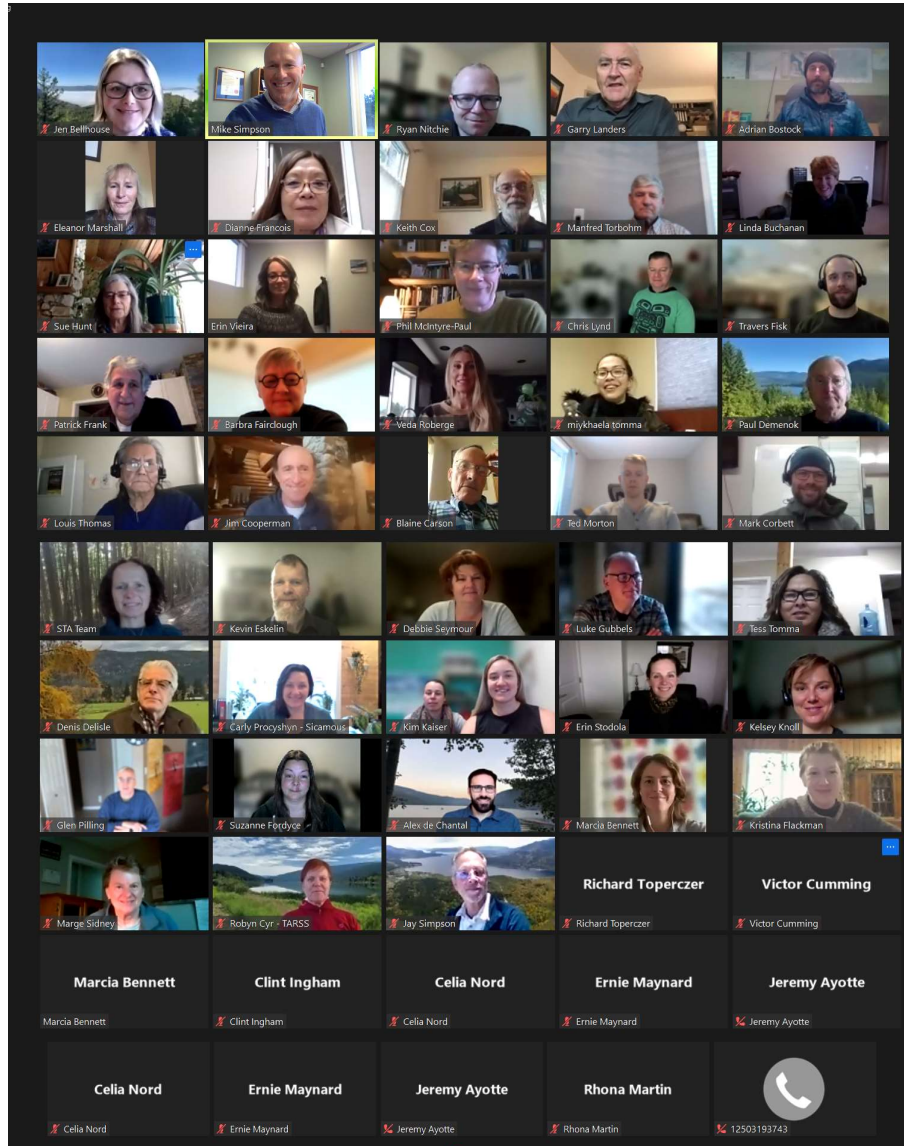 Jen Bellhouse
Mike Simpson
Ryan Nitchie
Garry Landers
Adrian Bostock
Eleanor Marshall
Dianne Francois
Keith Cox
Manfred Torbohm
Linda Buchanan
Sue Hunt
Erin Vieira
Phil McIntyre-Paul
Chris Lynd
Travers Fisk
Patrick Frank
Barbra Fairclough
Veda Roberge
miykhaela tomma
Paul Demenok
Louis Thomas
Jim Cooperman
Blaine Carson
Ted Morton
Mark Corbett
STA Team
Kevin Eskelin
Debbie Seymour
Luke Gubbels
Tess Tomma
Denis Delisle
Carly Procyshyn - Sicamous
Kim Kaiser
Erin Stodola
Kelsey Knoll
Glen Pilling
Suzanne Fordyce
Alex de Chantal
Marcia Bennett
Kristina Flackman
Marge Sidney
Robyn Cyr - TARSS
Jay Simpson
Richard Toperczer
Richard Toperczer
Victor Cumming
Victor Cumming
Marcia Bennett
Marcia Bennett
Clint Ingham
Clint Ingham
Celia Nord
Celia Nord
Ernie Maynard
Ernie Maynard
Jeremy Ayotte
Jeremy Ayotte
Celia Nord
Celia Nord
Ernie Maynard
Ernie Maynard
Jeremy Ayotte
Jeremy Ayotte
Rhona Martin
Rhona Martin
12503193743